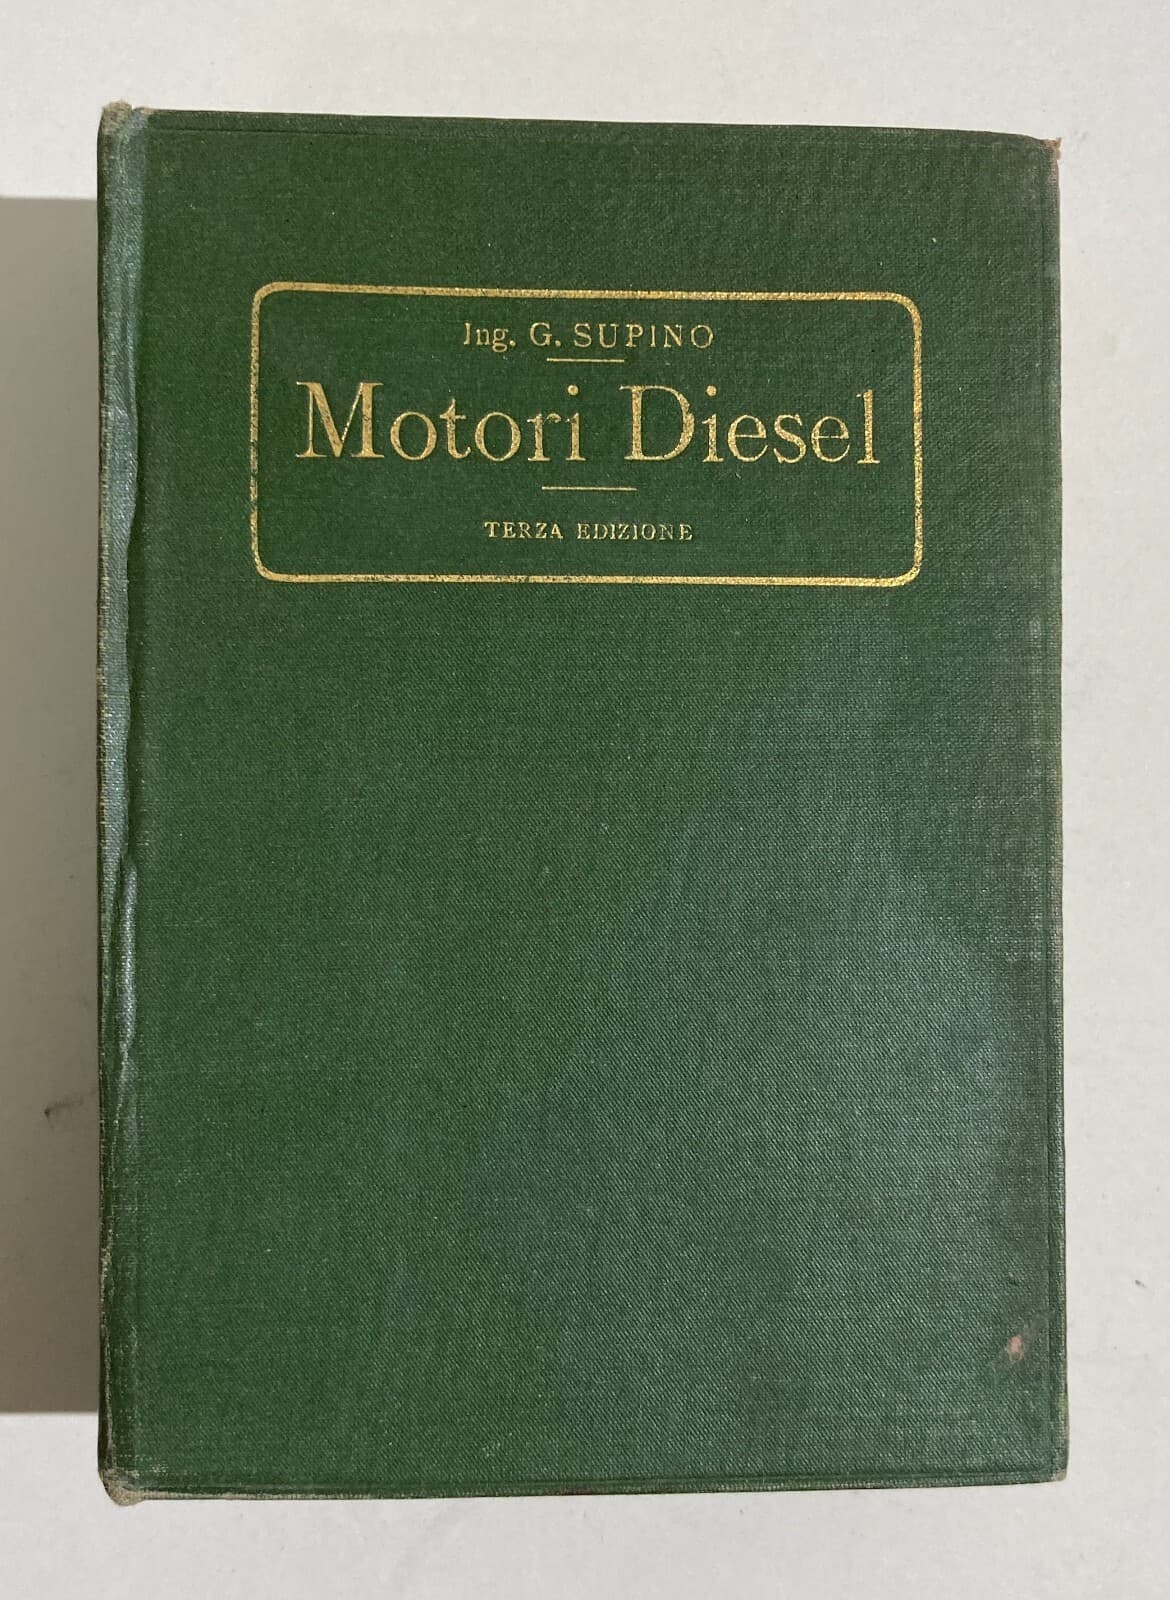 Ing. G. SUPINO
Motori Diesel
TERZA EDIZIONE